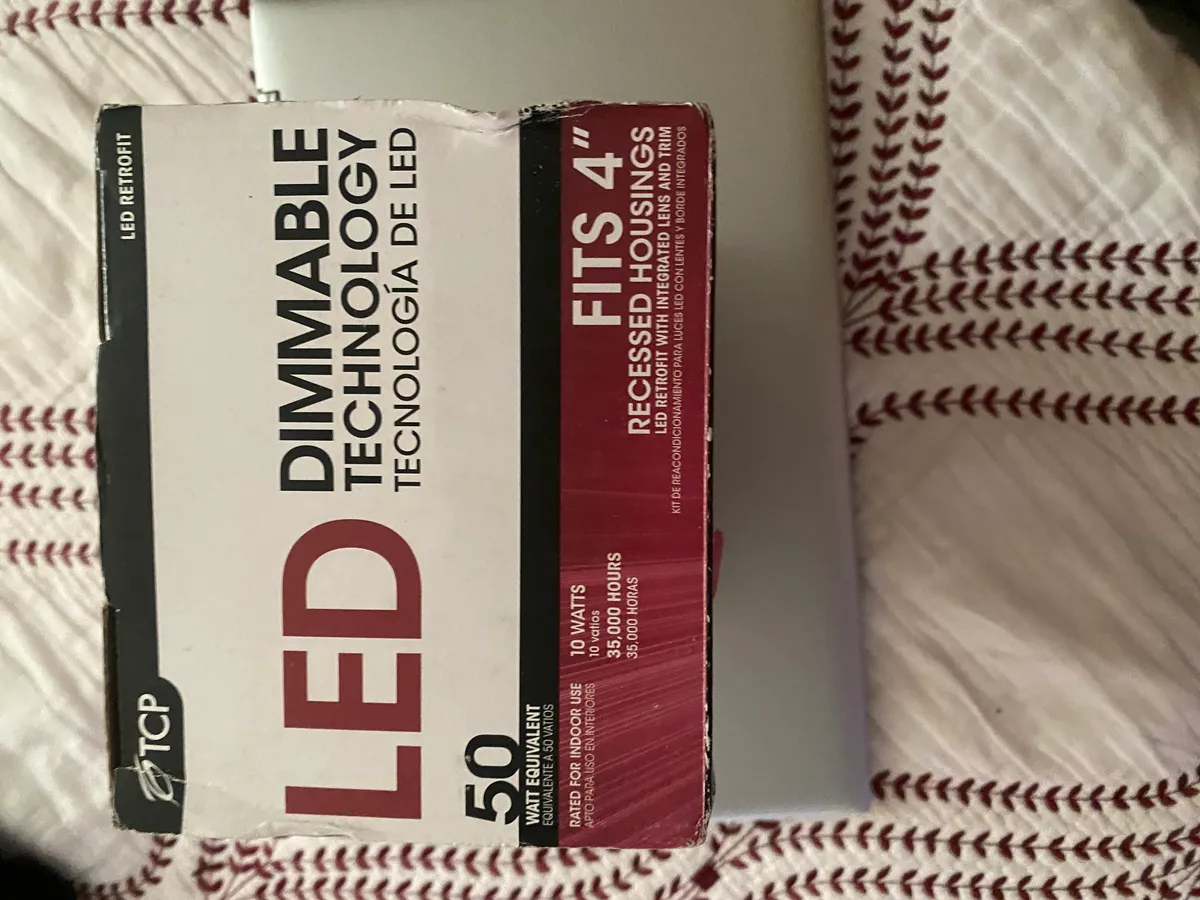 TCP
LED RETROFIT
LED
DIMMABLE
TECHNOLOGY
TECNOLOGÍA DE LED
50
WATT EQUIVALENT
EQUIVALENTE A 50 VATIOS
RATED FOR INDOOR USE
APTO PARA USO EN INTERIORES
10 WATTS
10 vatios
35,000 HOURS
35,000 HORAS
FITS 4"
RECESSED HOUSINGS
LED RETROFIT WITH INTEGRATED LENS AND TRIM
KIT DE REACONDICIONAMIENTO PARA LUCES LED CON LENTES Y BORDE INTEGRADOS